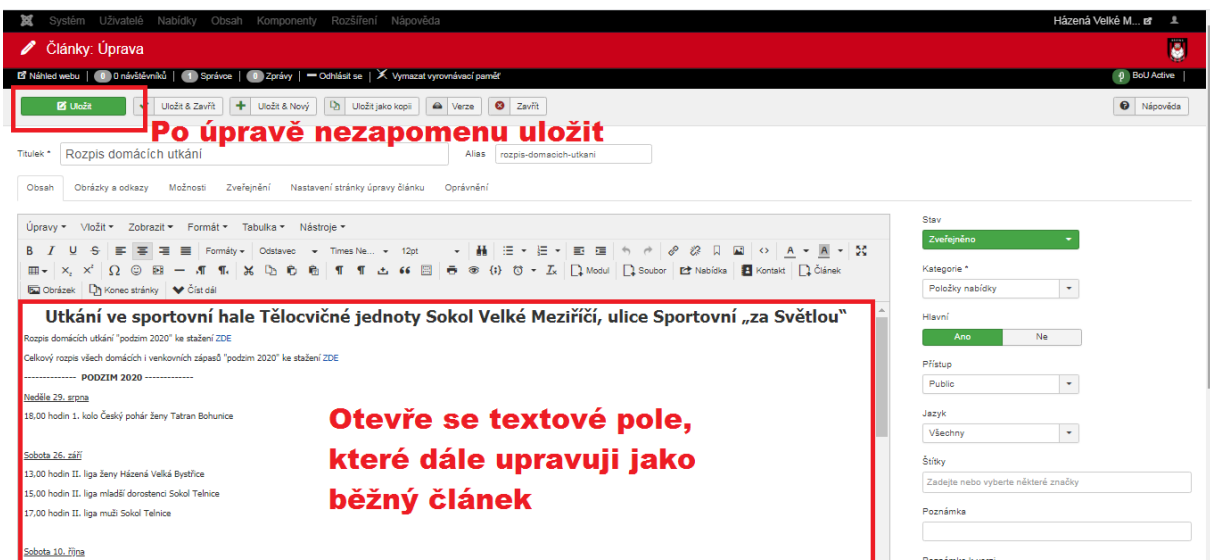 Systém Uživatelé Nabídky Obsah Komponenty Rozšíření Nápověda Házená Velké M...
Články: Úprava
Náhled webu 0 0 návštěvníků 1 Správce 0 Zprávy Odhlásit se Vymazat vyrovnávací paměť 0 BoU Active
Uložit Uložit & Zavřít Uložit & Nový Uložit jako kopii Verze Zavřít Nápověda
Po úpravě nezapomenu uložit
Titulek * Rozpis domácích utkání Alias rozpis-domacich-utkani
Obsah Obrázky a odkazy Možnosti Zveřejnění Nastavení stránky úpravy článku Oprávnění
Úpravy Vložit Zobrazit Formát Tabulka Nástroje
B I U S Formáty Odstavec Times Ne... 12pt A A
Modul Soubor Nabídka Kontakt Článek
Obrázek Konec stránky Číst dál
Utkání ve sportovní hale Tělocvičné jednoty Sokol Velké Meziříčí, ulice Sportovní „za Světlou“
Rozpis domácích utkání "podzim 2020" ke stažení ZDE
Celkový rozpis všech domácích i venkovních zápasů "podzim 2020" ke stažení ZDE
-------------- PODZIM 2020 -------------
Neděle 29. srpna
18,00 hodin 1. kolo Český pohár ženy Tatran Bohunice
Sobota 26. září
13,00 hodin II. liga ženy Házená Velká Bystřice
15.00 hodin II. liga mladší dorostenci Sokol Telnice
17,00 hodin II. liga muži Sokol Telnice
Sobota 10. října
Otevře se textové pole,
které dále upravuji jako
běžný článek
Stav
Zveřejněno
Kategorie *
Položky nabídky
Hlavní
Ano Ne
Přístup
Public
Jazyk
Všechny
Štítky
Zadejte nebo vyberte některé značky
Poznámka
Poznámka k verzi